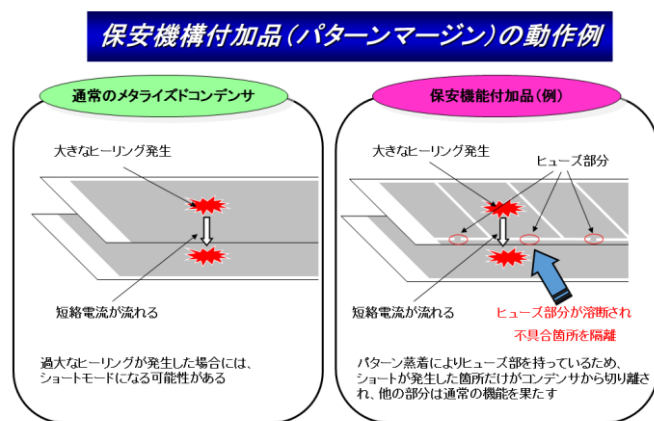 保安機構付加品(パターンマージン)の動作例
通常のメタライズドコンデンサ
大きなヒーリング発生
短絡電流が流れる
過大なヒーリングが発生した場合には、
ショートモードになる可能性がある
保安機能付加品(例)
大きなヒーリング発生
ヒューズ部分
短絡電流が流れる
ヒューズ部分が溶断され
不具合箇所を隔離
パターン蒸着によりヒューズ部を持っているため、
ショートが発生した箇所だけがコンデンサから切り離さ
れ、他の部分は通常の機能を果たす